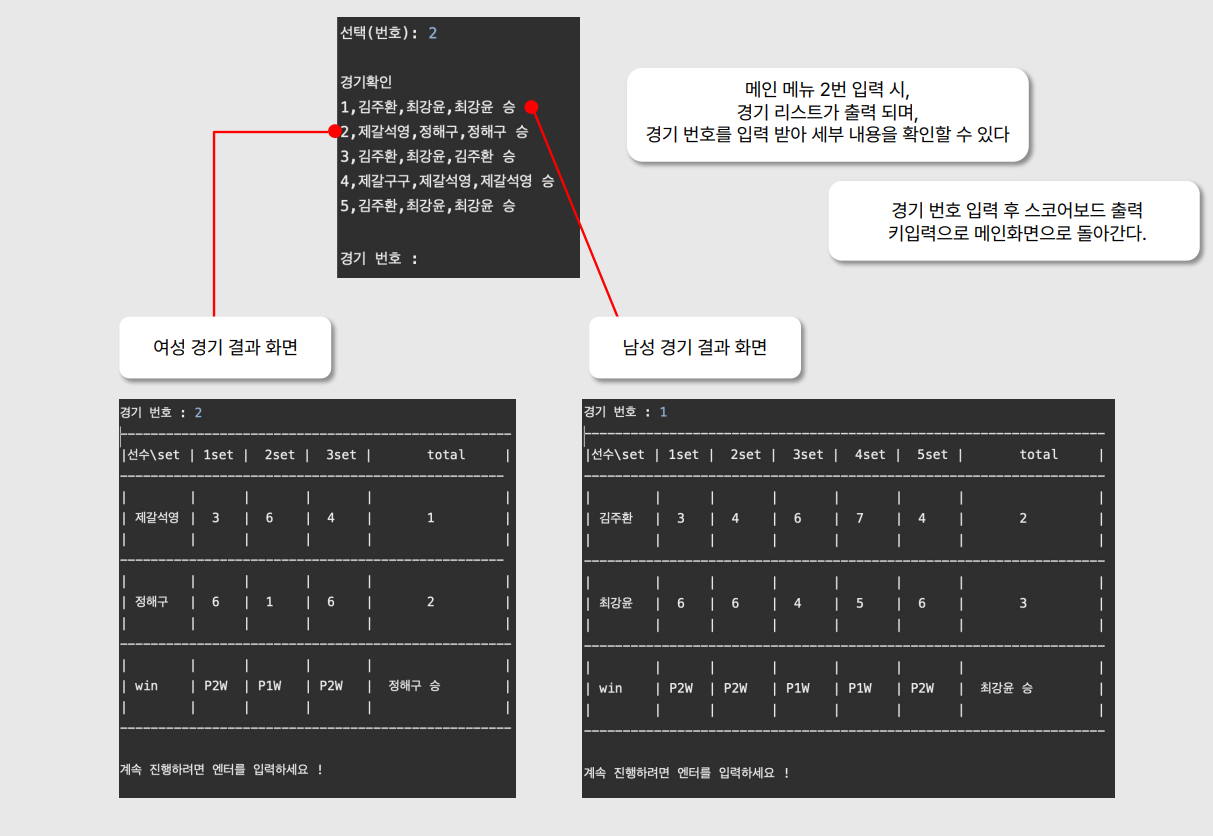 선택(번호): 2
경기확인
1,김주환,최강윤,최강윤 승
2,제갈석영,정해구,정해구 승
3,김주환,최강윤,김주환 승
4,제갈구구,제갈석영,제갈석영 승
5,김주환,최강윤,최강윤 승
경기 번호 :
메인 메뉴 2번 입력 시,
경기 리스트가 출력 되며,
경기 번호를 입력 받아 세부 내용을 확인할 수 있다
경기 번호 입력 후 스코어보드 출력
키입력으로 메인화면으로 돌아간다.
여성 경기 결과 화면
경기 번호 : 2
|선수\set | 1set | 2set | 3set | total |
| 제갈석영 | 3 | 6 | 4 | 1 |
| 정해구 | 6 | 1 | 6 | 2 |
| win | P2W | P1W | P2W | 정해구 승 |
계속 진행하려면 엔터를 입력하세요 !
남성 경기 결과 화면
경기 번호 : 1
|선수\set | 1set | 2set | 3set | 4set | 5set | total |
| 김주환 | 3 | 4 | 6 | 7 | 4 | 2 |
| 최강윤 | 6 | 6 | 4 | 5 | 6 | 3 |
| win | P2W | P2W | P1W | P1W | P2W | 최강윤 승 |
계속 진행하려면 엔터를 입력하세요 !